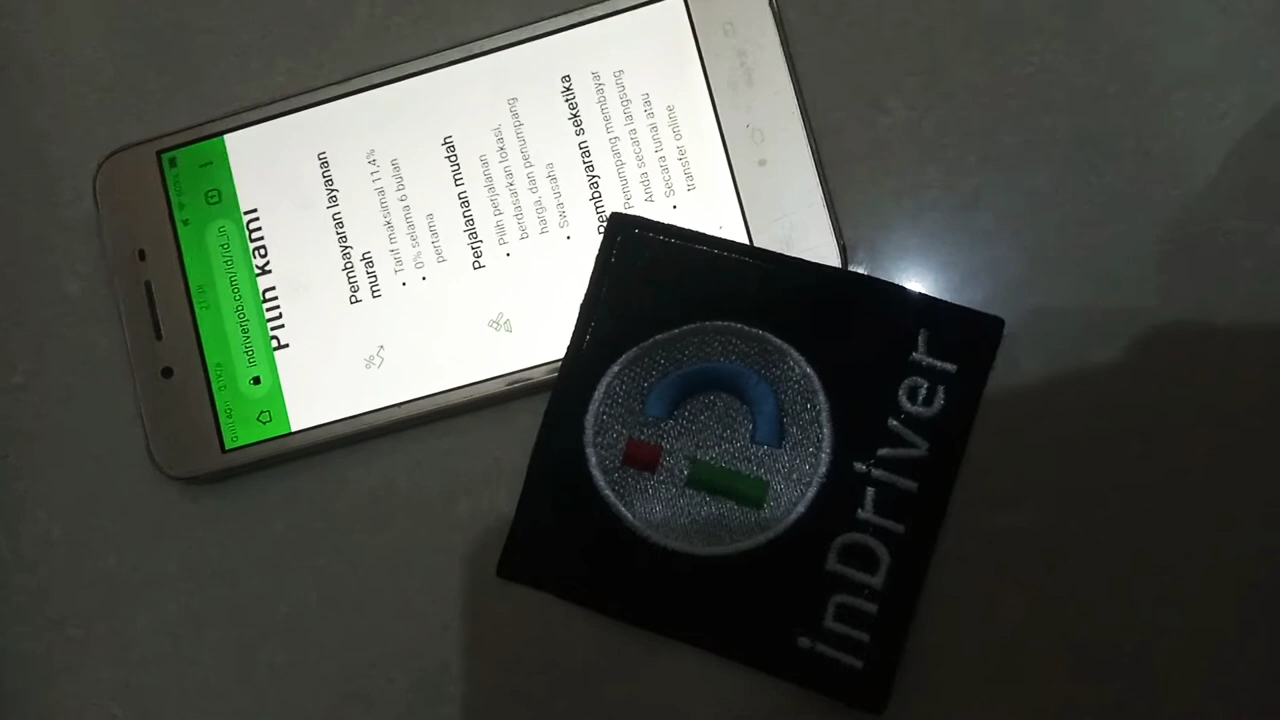 indriverjob.com/id/id_in
Pilih kami
Pembayaran layanan
murah
• Tarif maksimal 11,4%
• 0% selama 6 bulan
pertama
Perjalanan mudah
• Pilih perjalanan
berdasarkan lokasi,
harga, dan penumpang
• Swa-usaha
Pembayaran seketika
Penumpang membayar
Anda secara langsung
• Secara tunai atau
transfer online
inDriver